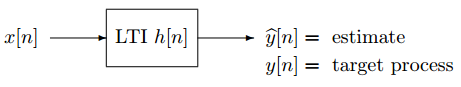 x[n] LTI h[n] ŷ[n] = estimate
y[n] = target process